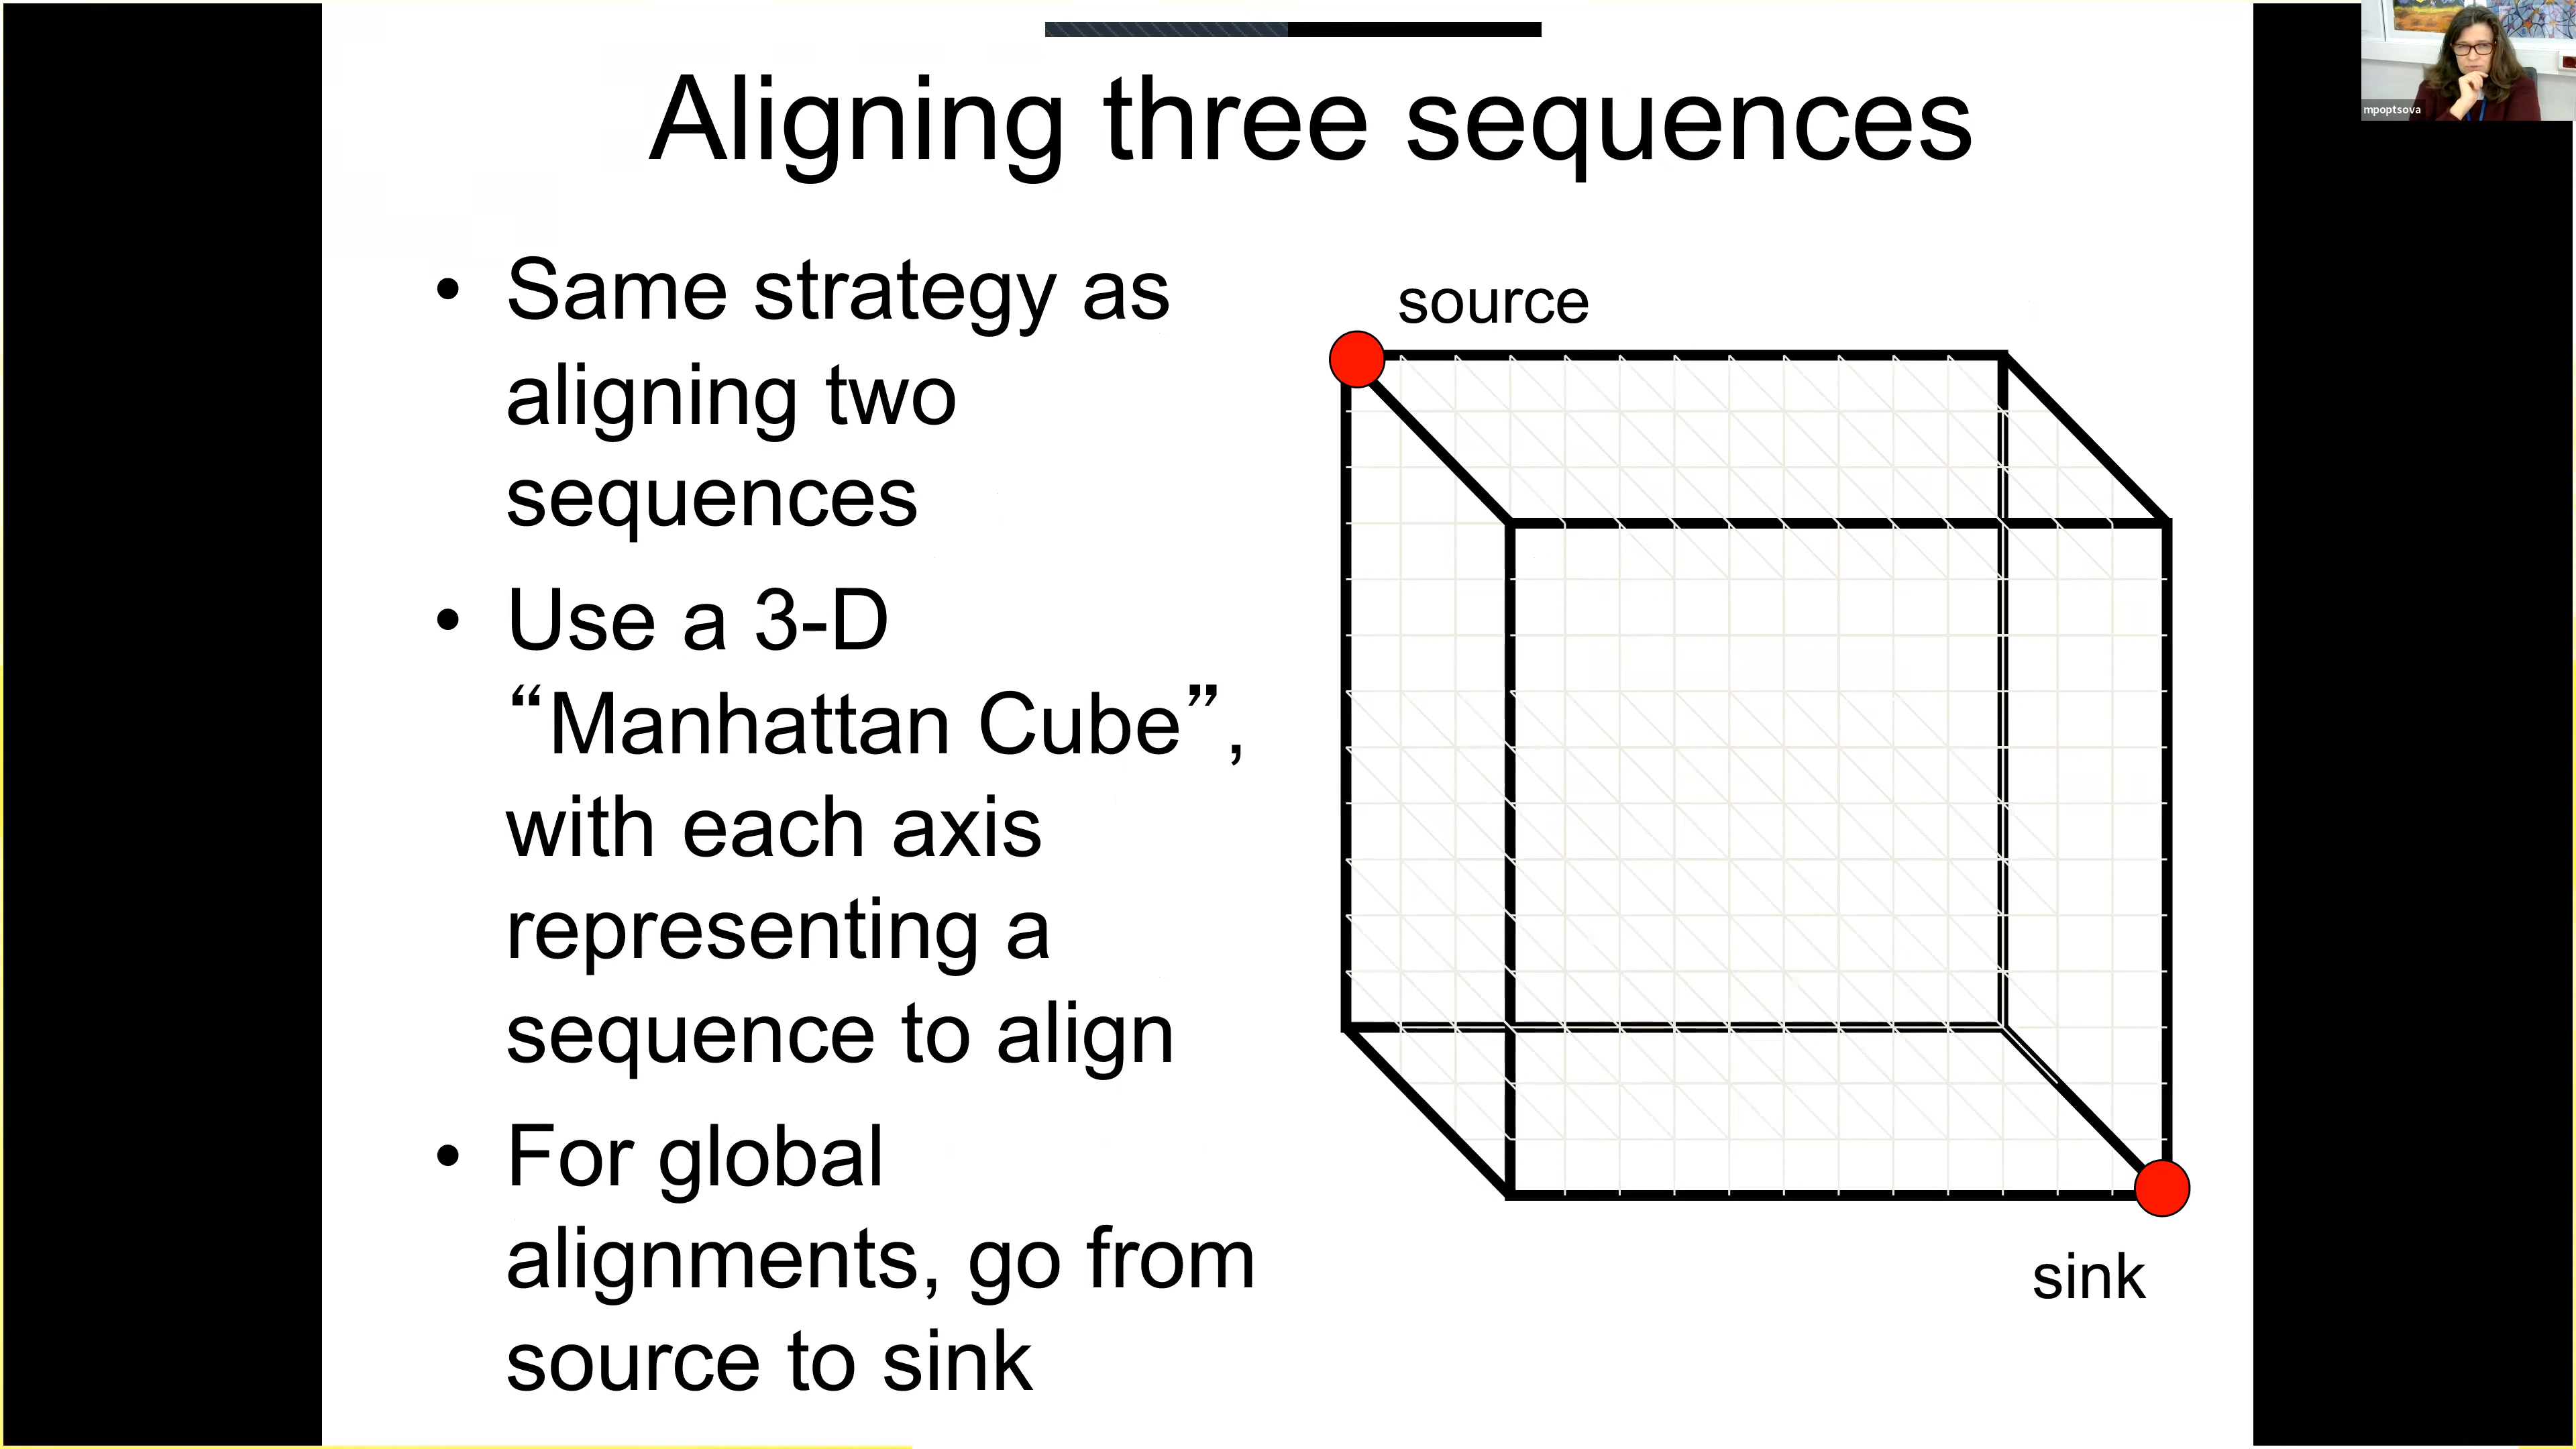 Aligning three sequences
mpoptsova
• Same strategy as
aligning two
sequences
• Use a 3-D
“Manhattan Cube”,
with each axis
representing a
sequence to align
• For global
alignments, go from
source to sink
source
sink